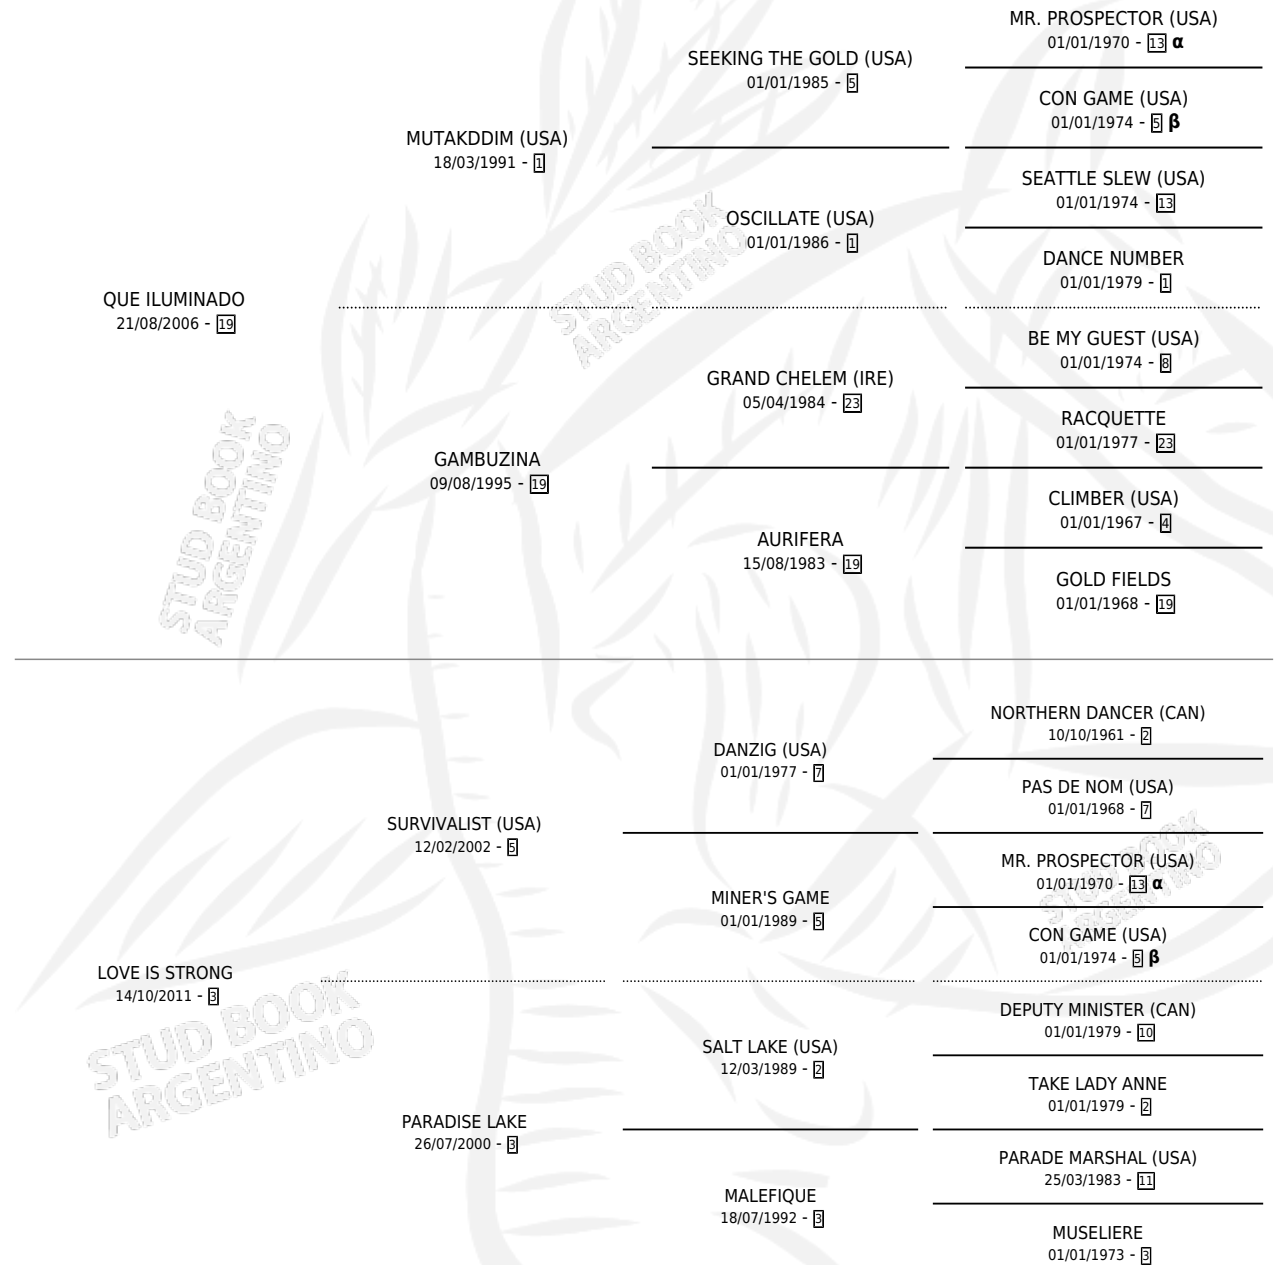 MR. PROSPECTOR (USA)
01/01/1970 - 13 α
SEEKING THE GOLD (USA)
01/01/1985 - 5
CON GAME (USA)
01/01/1974 - 5 β
MUTAKDDIM (USA)
18/03/1991 - 1
SEATTLE SLEW (USA)
01/01/1974 - 13
OSCILLATE (USA)
01/01/1986 - 1
DANCE NUMBER
01/01/1979 - 1
QUE ILUMINADO
21/08/2006 - 19
BE MY GUEST (USA)
01/01/1974 - 8
GRAND CHELEM (IRE)
05/04/1984 - 23
RACQUETTE
01/01/1977 - 23
GAMBUZINA
09/08/1995 - 19
CLIMBER (USA)
01/01/1967 - 4
AURIFERA
15/08/1983 - 19
GOLD FIELDS
01/01/1968 - 19
STUD BOOK
ARGENTINO
STUD BOOK
ARGENTINO
NORTHERN DANCER (CAN)
10/10/1961 - 2
DANZIG (USA)
01/01/1977 - 7
PAS DE NOM (USA)
01/01/1968 - 7
SURVIVALIST (USA)
12/02/2002 - 5
MR. PROSPECTOR (USA)
01/01/1970 - 13 α
MINER'S GAME
01/01/1989 - 5
CON GAME (USA)
01/01/1974 - 5 β
LOVE IS STRONG
14/10/2011 - 3
DEPUTY MINISTER (CAN)
01/01/1979 - 10
SALT LAKE (USA)
12/03/1989 - 2
TAKE LADY ANNE
01/01/1979 - 2
PARADISE LAKE
26/07/2000 - 3
PARADE MARSHAL (USA)
25/03/1983 - 11
MALEFIQUE
18/07/1992 - 3
MUSELIERE
01/01/1973 - 3
STUD BOOK
ARGENTINO
STUD BOOK
ARGENTINO